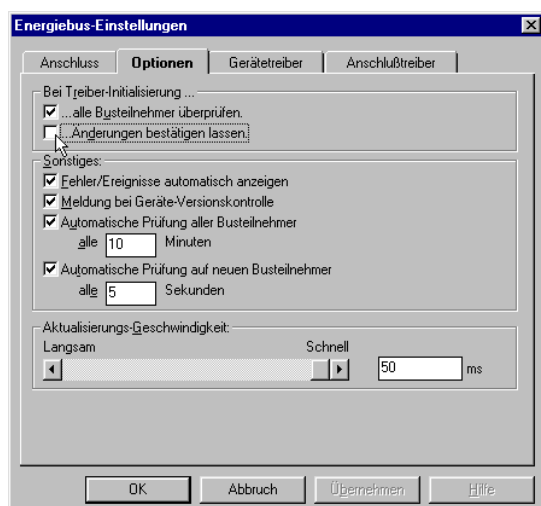 Energiebus-Einstellungen
Anschluss Optionen Gerätetreiber Anschlußtreiber
Bei Treiber-Initialisierung ...
...alle Busteilnehmer überprüfen.
...Änderungen bestätigen lassen.
Sonstiges:
Fehler/Ereignisse automatisch anzeigen
Meldung bei Geräte-Versionskontrolle
Automatische Prüfung aller Busteilnehmer
alle 10 Minuten
Automatische Prüfung auf neuen Busteilnehmer
alle 5 Sekunden
Aktualisierungs-Geschwindigkeit:
Langsam Schnell
50 ms
OK Abbruch Übernehmen Hilfe